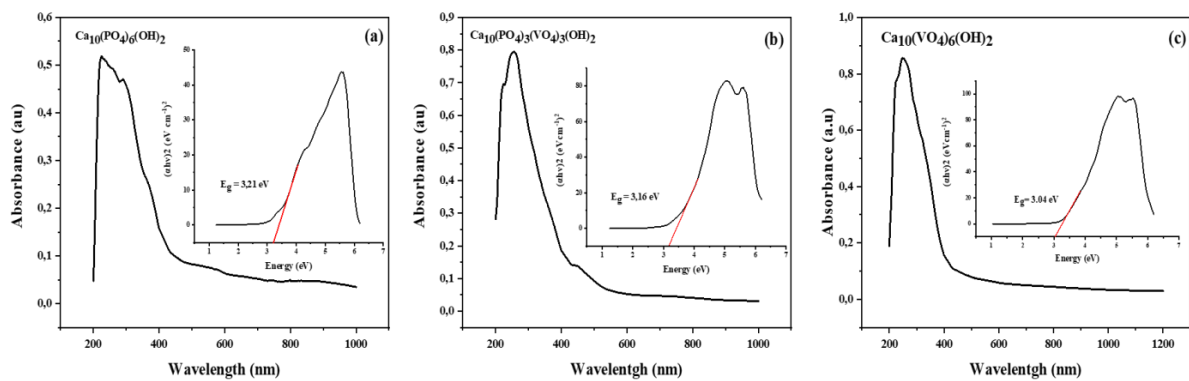 (a)
Ca10(PO4)6(OH)2
0,6
0,5
0,4
0,3
0,2
0,1
0,0
Absorbance (au)
200 400 600 800 1000
Wavelength (nm)
50
40
30
20
10
0
(αhν)2 (eV cm-1)2
Eg = 3,21 eV
1 2 3 4 5 6 7
Energy (eV)
(b)
Ca10(PO4)3(VO4)3(OH)2
0,9
0,8
0,7
0,6
0,5
0,4
0,3
0,2
0,1
0,0
Absorbance (au)
200 400 600 800 1000
Wavelentgh (nm)
80
60
40
20
0
(αhν)2 (eVcm-1)2
Eg = 3,16 eV
1 2 3 4 5 6 7
Energy (eV)
(c)
Ca10(VO4)6(OH)2
1,0
0,8
0,6
0,4
0,2
0,0
Absorbance (a.u)
200 400 600 800 1000 1200
Wavelength (nm)
100
80
60
40
20
0
(αhν)2 (eVcm-1)2
Eg= 3.04 eV
1 2 3 4 5 6 7
Energy (eV)